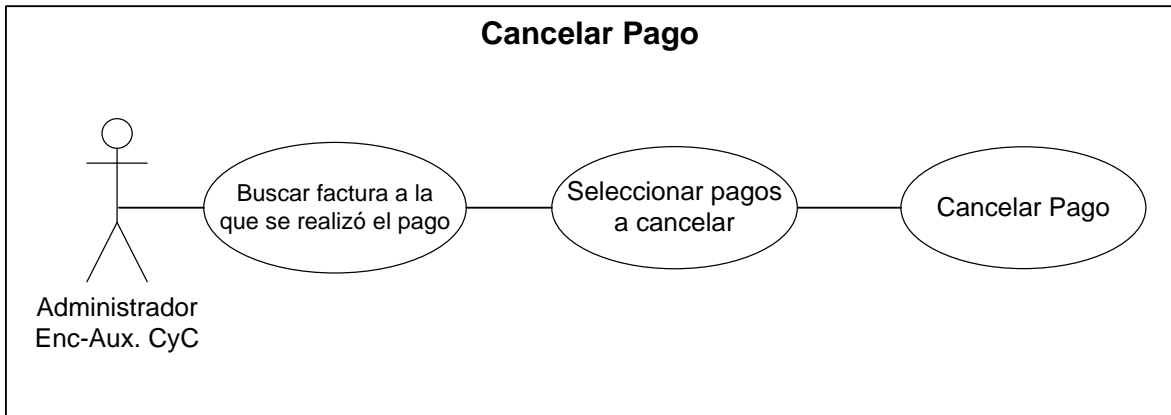 Cancelar Pago
Buscar factura a la
que se realizó el pago
Seleccionar pagos
a cancelar
Cancelar Pago
Administrador
Enc-Aux. CyC